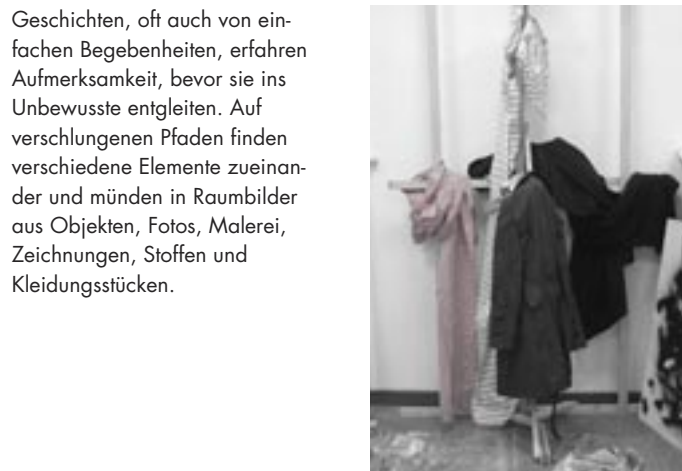 Geschichten, oft auch von ein-
fachen Begebenheiten, erfahren
Aufmerksamkeit, bevor sie ins
Unbewusste entgleiten. Auf
verschlungenen Pfaden finden
verschiedene Elemente zueinan-
der und münden in Raumbilder
aus Objekten, Fotos, Malerei,
Zeichnungen, Stoffen und
Kleidungsstücken.